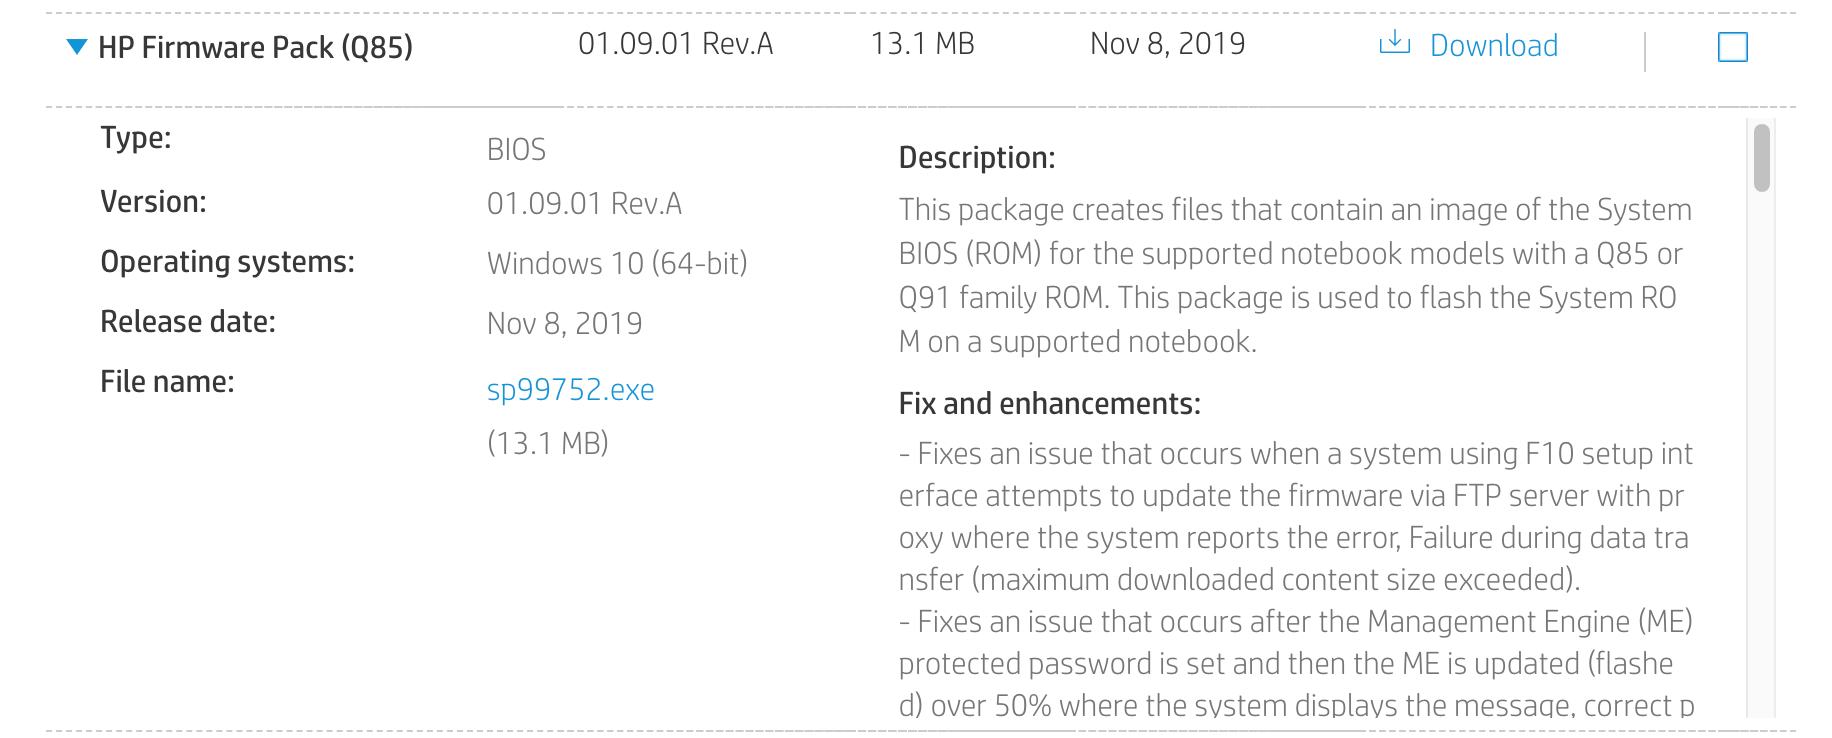 HP Firmware Pack (Q85) 01.09.01 Rev.A 13.1 MB Nov 8, 2019 Download
Type: BIOS
Version: 01.09.01 Rev.A
Operating systems: Windows 10 (64-bit)
Release date: Nov 8, 2019
File name: sp99752.exe
(13.1 MB)
Description:
This package creates files that contain an image of the System
BIOS (ROM) for the supported notebook models with a Q85 or
Q91 family ROM. This package is used to flash the System RO
M on a supported notebook.
Fix and enhancements:
- Fixes an issue that occurs when a system using F10 setup int
erface attempts to update the firmware via FTP server with pr
oxy where the system reports the error, Failure during data tra
nsfer (maximum downloaded content size exceeded).
- Fixes an issue that occurs after the Management Engine (ME)
protected password is set and then the ME is updated (flashe
d) over 50% where the system displays the message, correct p